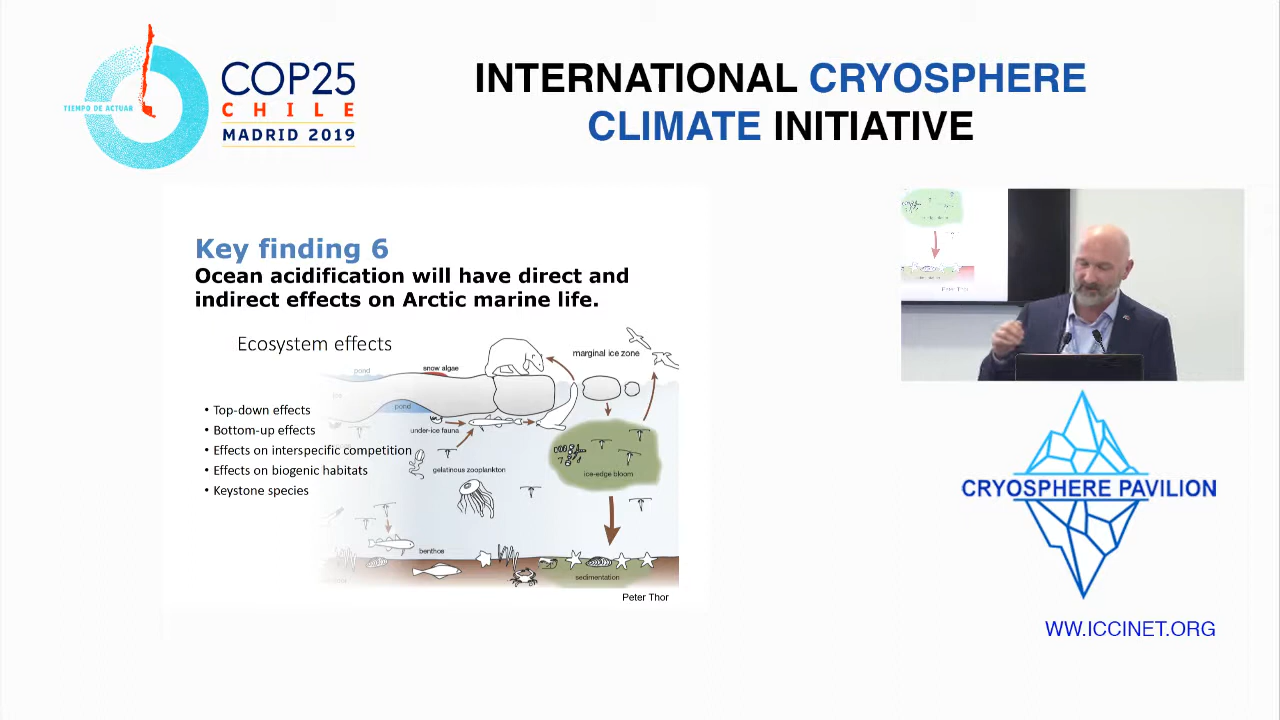 TIEMPO DE ACTUAR
COP25
CHILE
MADRID 2019
INTERNATIONAL CRYOSPHERE
CLIMATE INITIATIVE
Key finding 6
Ocean acidification will have direct and
indirect effects on Arctic marine life.
Ecosystem effects
marginal ice zone
pond
snow algae
ice
pond
• Top-down effects
• Bottom-up effects
under-ice fauna
• Effects on interspecific competition
• Effects on biogenic habitats
gelatinous zooplankton
ice-edge bloom
• Keystone species
benthos
sedimentation
Peter Thor
Peter Thor
CRYOSPHERE PAVILION
WW.ICCINET.ORG